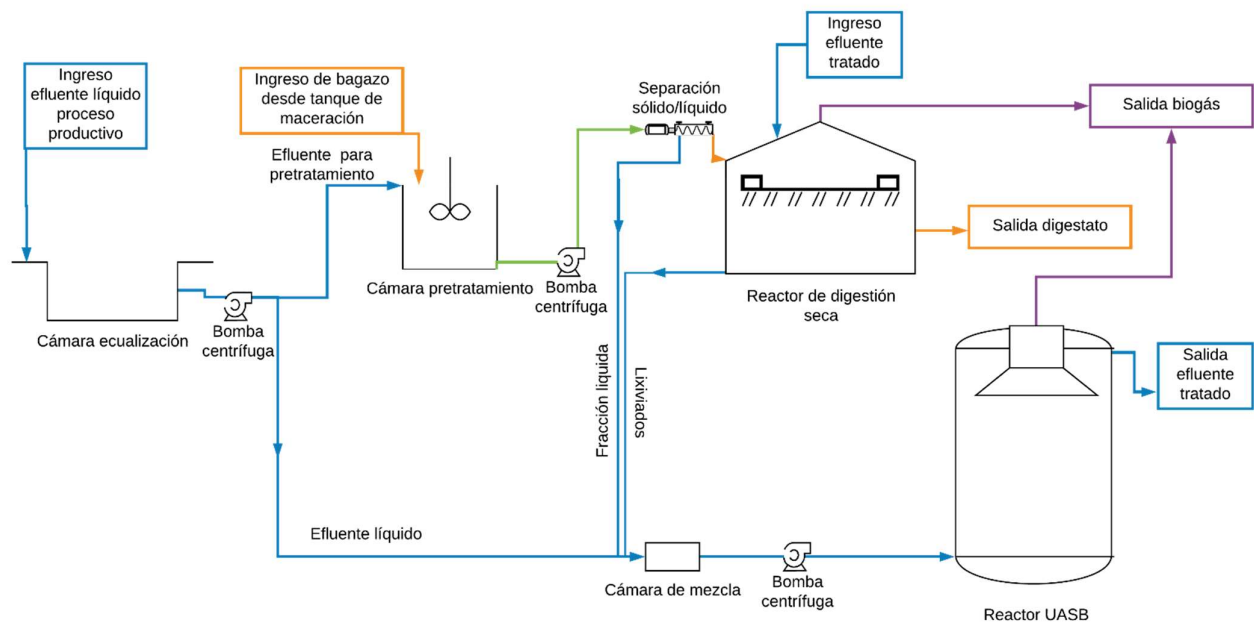 Ingreso
efluente líquido
proceso
productivo
Ingreso de bagazo
desde tanque de
maceración
Ingreso
efluente
tratado
Separación
sólido/líquido
Salida biogás
Efluente para
pretratamiento
Salida digestato
Cámara pretratamiento
Bomba
centrífuga
Reactor de digestión
seca
Cámara ecualización
Bomba
centrífuga
Fracción liquida
Lixiviados
Salida
efluente
tratado
Efluente líquido
Cámara de mezcla
Bomba
centrífuga
Reactor UASB